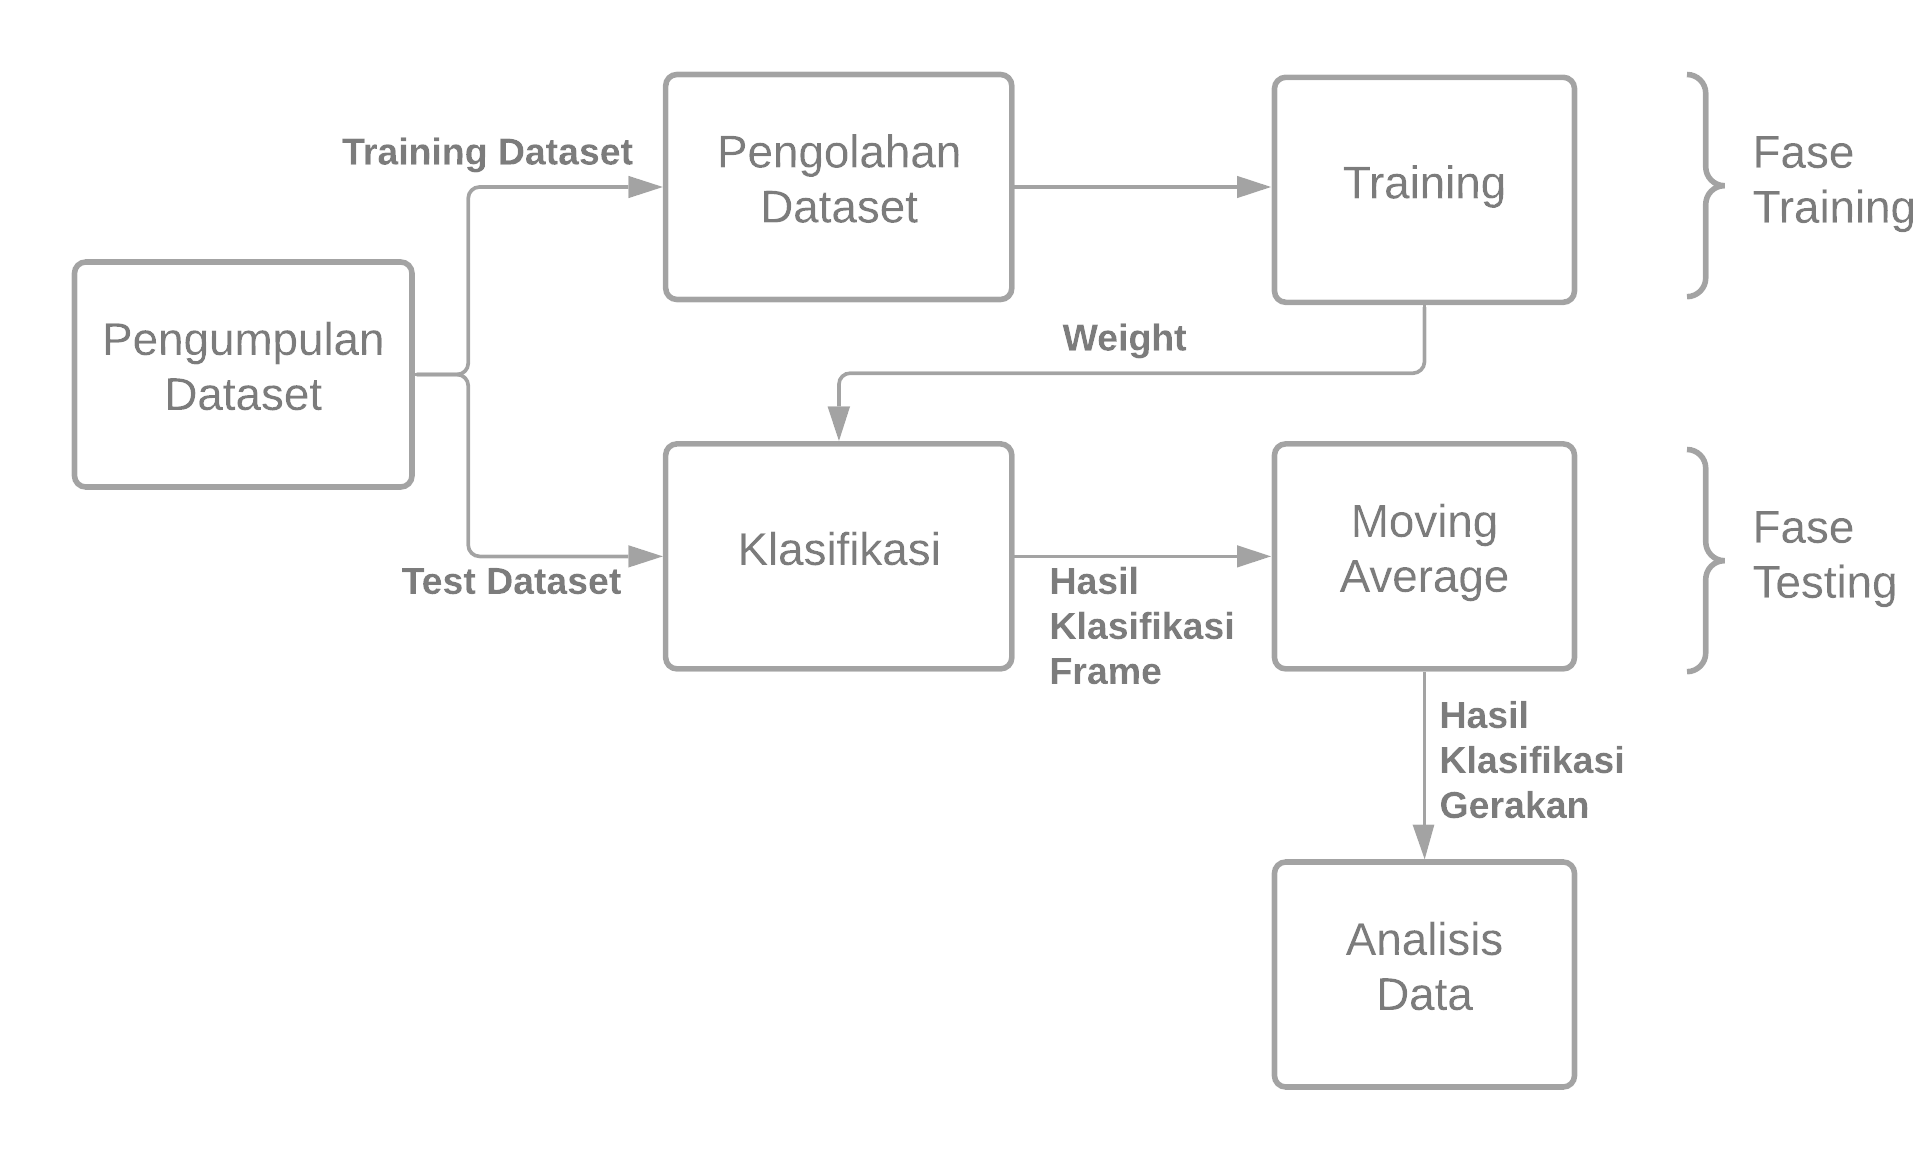 Training Dataset
Pengolahan
Dataset
Training
Fase
Training
Pengumpulan
Dataset
Weight
Test Dataset
Klasifikasi
Hasil
Klasifikasi
Frame
Moving
Average
Fase
Testing
Hasil
Klasifikasi
Gerakan
Analisis
Data